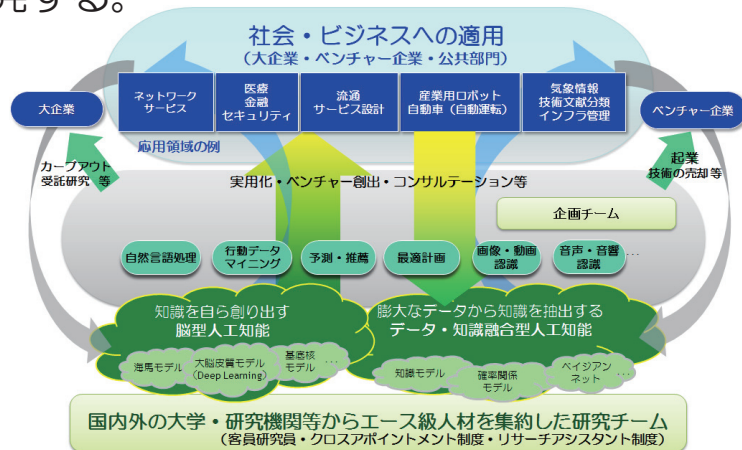 発する。
社会・ビジネスへの適用
（大企業・ベンチャー企業・公共部門）
大企業
ネットワーク
サービス
医療
金融
セキュリティ
流通
サービス設計
産業用ロボット
自動車（自動運転）
気象情報
技術文献分類
インフラ管理
ベンチャー企業
応用領域の例
カーブアウト
受託研究 等
起業
技術の売却等
実用化・ベンチャー創出・コンサルテーション等
企画チーム
自然言語処理
行動データ
マイニング
予測・推薦
最適計画
画像・動画
認識
音声・音響
認識
…
知識を自ら創り出す
脳型人工知能
膨大なデータから知識を抽出する
データ・知識融合型人工知能
海馬モデル
大脳皮質モデル
（Deep Learning）
基底核
モデル
…
知識モデル
確率関係
モデル
ベイジアン
ネット
…
国内外の大学・研究機関等からエース級人材を集約した研究チーム
（客員研究員・クロスアポイントメント制度・リサーチアシスタント制度）